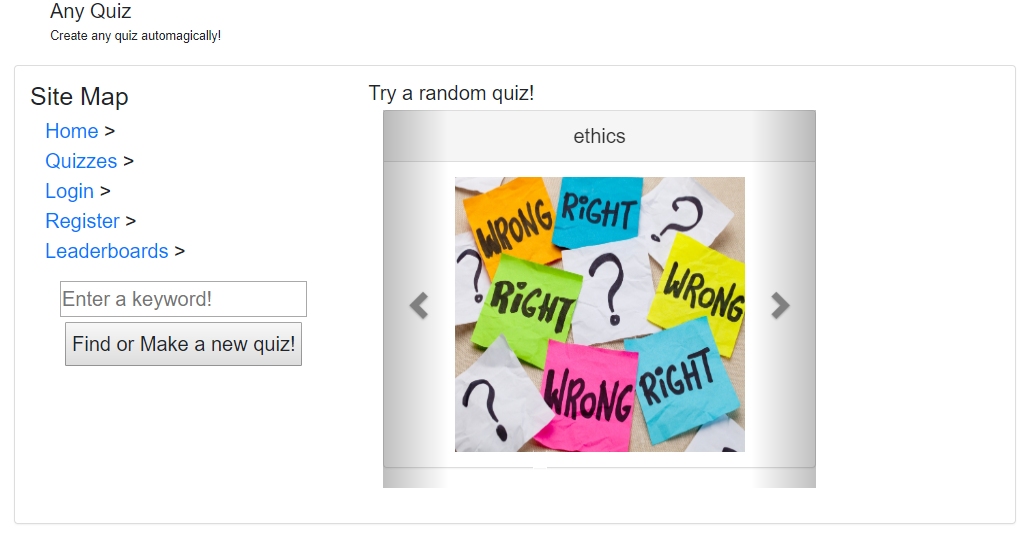 Any Quiz
Create any quiz automagically!
Site Map
Home >
Quizzes >
Login >
Register >
Leaderboards >
Enter a keyword!
Find or Make a new quiz!
Try a random quiz!
ethics
WRONG
RiGHT
?
?
RiGHT
?
WRONG
?
WRONG
RiGHT